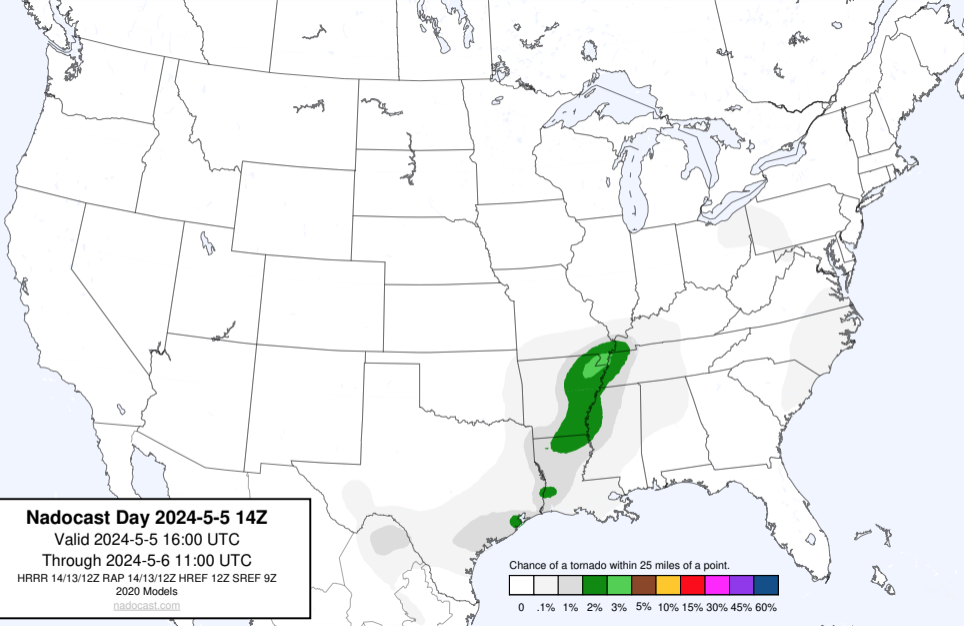 Nadocast Day 2024-5-5 14Z
Valid 2024-5-5 16:00 UTC
Through 2024-5-6 11:00 UTC
HRRR 14/13/12Z RAP 14/13/12Z HREF 12Z SREF 9Z
2020 Models
nadocast.com
Chance of a tornado within 25 miles of a point.
0 .1% 1% 2% 3% 5% 10% 15% 30% 45% 60%